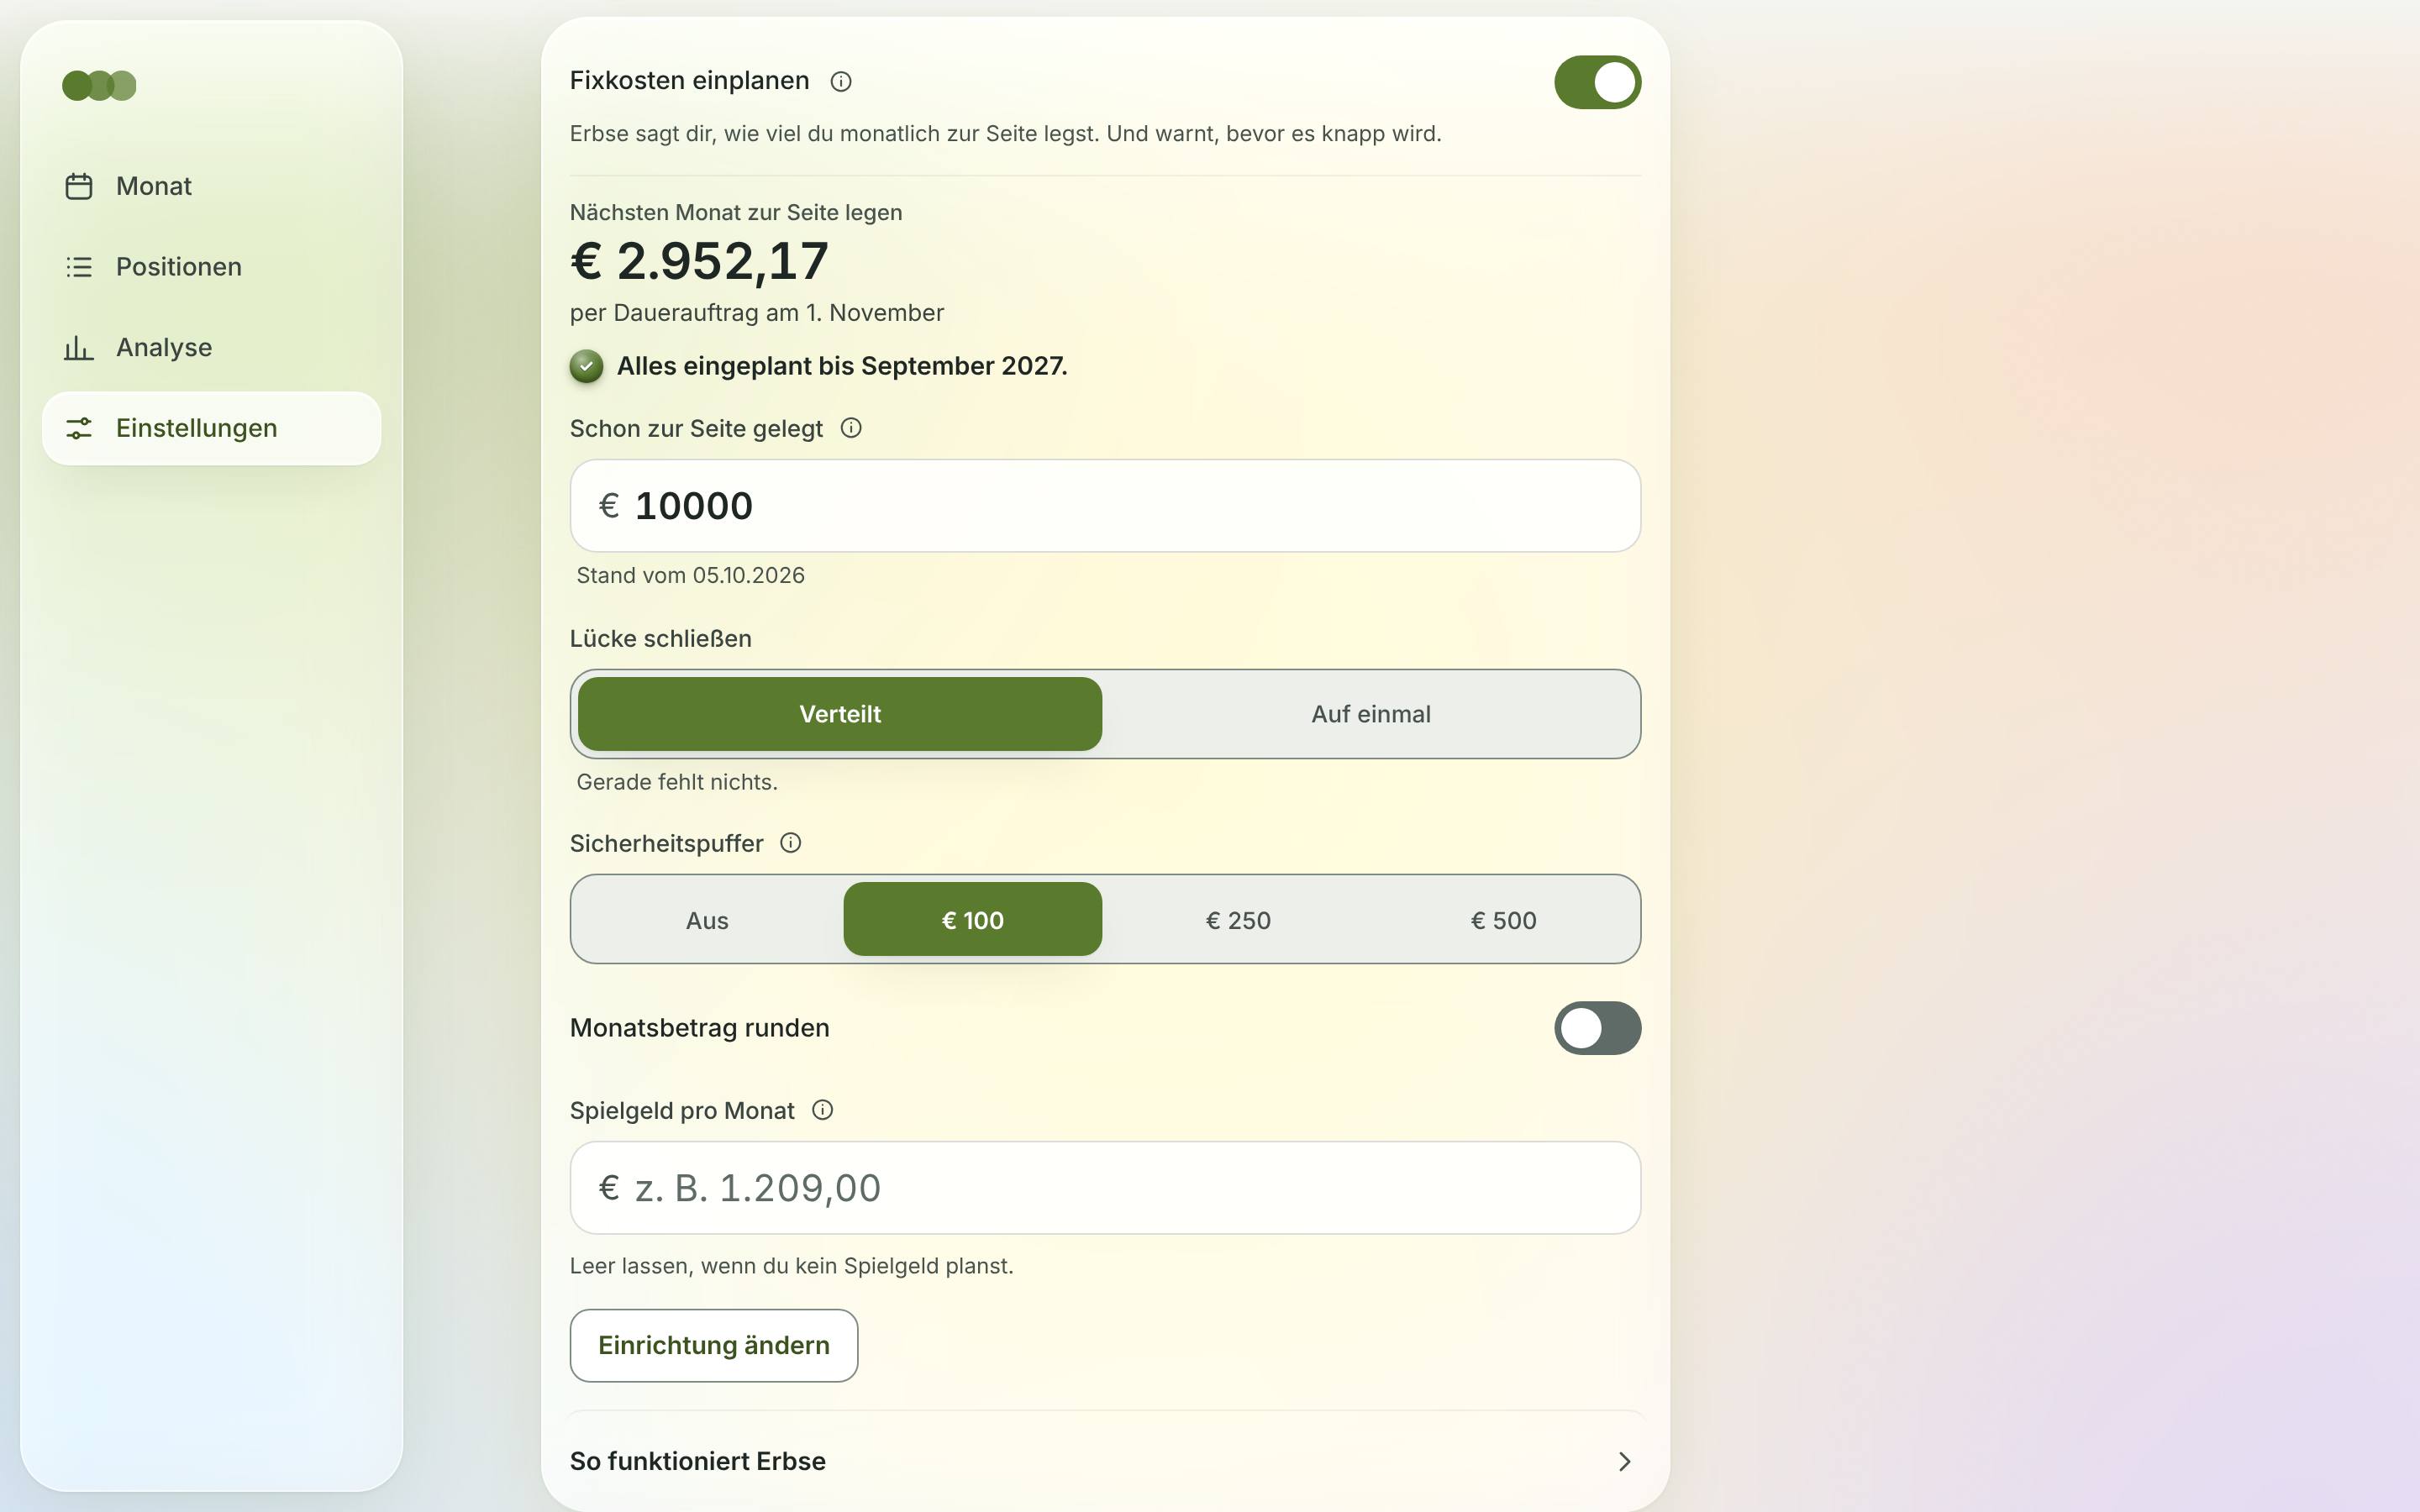 Monat
Positionen
Analyse
Einstellungen
Fixkosten einplanen
Erbse sagt dir, wie viel du monatlich zur Seite legst. Und warnt, bevor es knapp wird.
Nächsten Monat zur Seite legen
€ 2.952,17
per Dauerauftrag am 1. November
Alles eingeplant bis September 2027.
Schon zur Seite gelegt
€ 10000
Stand vom 05.10.2026
Lücke schließen
Verteilt Auf einmal
Gerade fehlt nichts.
Sicherheitspuffer
Aus € 100 € 250 € 500
Monatsbetrag runden
Spielgeld pro Monat
€ z. B. 1.209,00
Leer lassen, wenn du kein Spielgeld planst.
Einrichtung ändern
So funktioniert Erbse